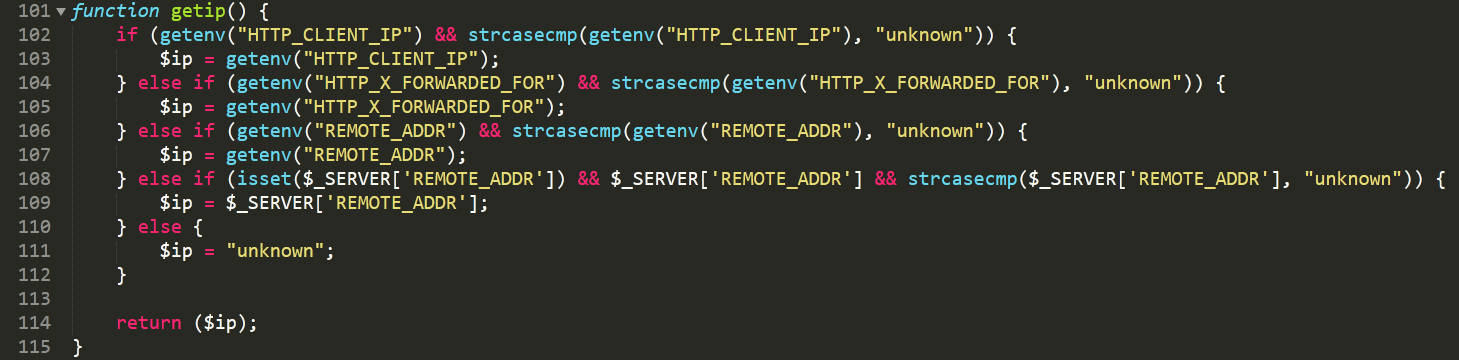 101 function getip() {
102 if (getenv("HTTP_CLIENT_IP") && strcasecmp(getenv("HTTP_CLIENT_IP"), "unknown")) {
103 $ip = getenv("HTTP_CLIENT_IP");
104 } else if (getenv("HTTP_X_FORWARDED_FOR") && strcasecmp(getenv("HTTP_X_FORWARDED_FOR"), "unknown")) {
105 $ip = getenv("HTTP_X_FORWARDED_FOR");
106 } else if (getenv("REMOTE_ADDR") && strcasecmp(getenv("REMOTE_ADDR"), "unknown")) {
107 $ip = getenv("REMOTE_ADDR");
108 } else if (isset($_SERVER['REMOTE_ADDR']) && $_SERVER['REMOTE_ADDR'] && strcasecmp($_SERVER['REMOTE_ADDR'], "unknown")) {
109 $ip = $_SERVER['REMOTE_ADDR'];
110 } else {
111 $ip = "unknown";
112 }
113
114 return ($ip);
115 }